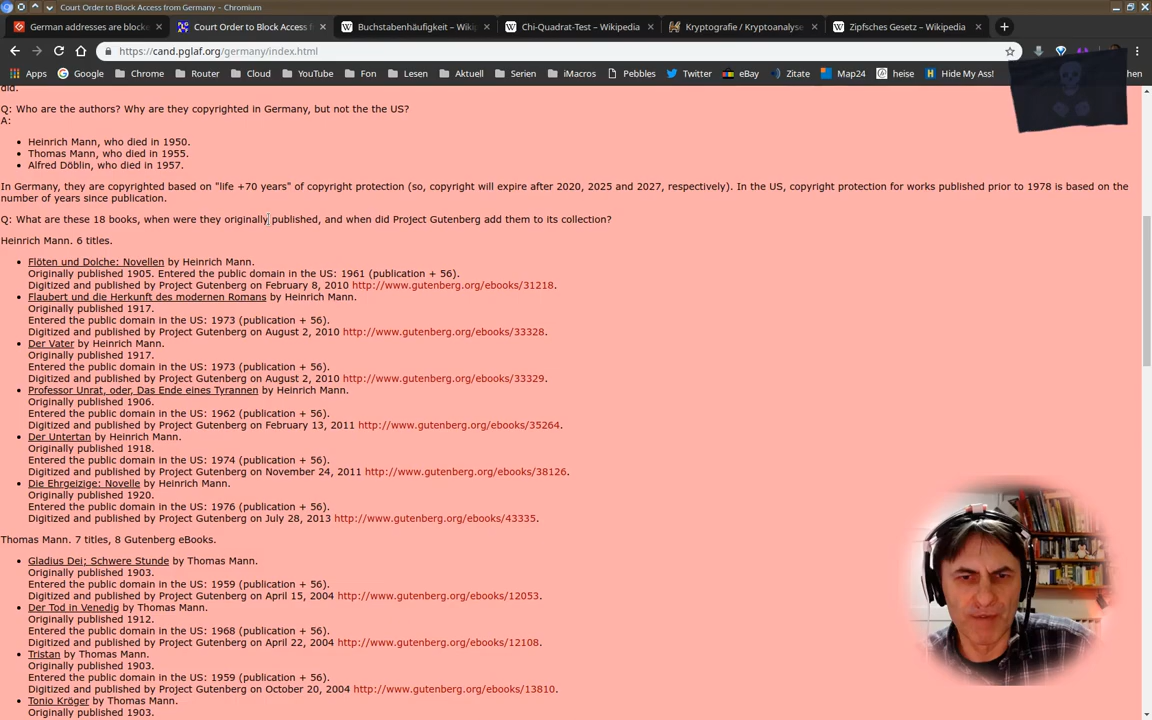 Court Order to Block Access from Germany – Chromium
German addresses are blocke
Court Order to Block Access f
Buchstabenhäufigkeit – Wiki
Chi-Quadrat-Test – Wikipedia
Kryptografie / Kryptoanalyse
Zipfsches Gesetz – Wikipedia
https://cand.pglaf.org/germany/index.html
Apps Google Chrome Router Cloud YouTube Fon Lesen Aktuell Serien iMacros Pebbles Twitter eBay Zitate Map24 heise Hide My Ass! hen
did.
Q: Who are the authors? Why are they copyrighted in Germany, but not the the US?
A:
• Heinrich Mann, who died in 1950.
• Thomas Mann, who died in 1955.
• Alfred Döblin, who died in 1957.
In Germany, they are copyrighted based on "life +70 years" of copyright protection (so, copyright will expire after 2020, 2025 and 2027, respectively). In the US, copyright protection for works published prior to 1978 is based on the
number of years since publication.
Q: What are these 18 books, when were they originally published, and when did Project Gutenberg add them to its collection?
Heinrich Mann. 6 titles.
• Flöten und Dolche: Novellen by Heinrich Mann.
Originally published 1905. Entered the public domain in the US: 1961 (publication + 56).
Digitized and published by Project Gutenberg on February 8, 2010 http://www.gutenberg.org/ebooks/31218.
• Flaubert und die Herkunft des modernen Romans by Heinrich Mann.
Originally published 1917.
Entered the public domain in the US: 1973 (publication + 56).
Digitized and published by Project Gutenberg on August 2, 2010 http://www.gutenberg.org/ebooks/33328.
• Der Vater by Heinrich Mann.
Originally published 1917.
Entered the public domain in the US: 1973 (publication + 56).
Digitized and published by Project Gutenberg on August 2, 2010 http://www.gutenberg.org/ebooks/33329.
• Professor Unrat, oder, Das Ende eines Tyrannen by Heinrich Mann.
Originally published 1906.
Entered the public domain in the US: 1962 (publication + 56).
Digitized and published by Project Gutenberg on February 13, 2011 http://www.gutenberg.org/ebooks/35264.
• Der Untertan by Heinrich Mann.
Originally published 1918.
Entered the public domain in the US: 1974 (publication + 56).
Digitized and published by Project Gutenberg on November 24, 2011 http://www.gutenberg.org/ebooks/38126.
• Die Ehrgeizige: Novelle by Heinrich Mann.
Originally published 1920.
Entered the public domain in the US: 1976 (publication + 56).
Digitized and published by Project Gutenberg on July 28, 2013 http://www.gutenberg.org/ebooks/43335.
Thomas Mann. 7 titles, 8 Gutenberg eBooks.
• Gladius Dei; Schwere Stunde by Thomas Mann.
Originally published 1903.
Entered the public domain in the US: 1959 (publication + 56).
Digitized and published by Project Gutenberg on April 15, 2004 http://www.gutenberg.org/ebooks/12053.
• Der Tod in Venedig by Thomas Mann.
Originally published 1912.
Entered the public domain in the US: 1968 (publication + 56).
Digitized and published by Project Gutenberg on April 22, 2004 http://www.gutenberg.org/ebooks/12108.
• Tristan by Thomas Mann.
Originally published 1903.
Entered the public domain in the US: 1959 (publication + 56).
Digitized and published by Project Gutenberg on October 20, 2004 http://www.gutenberg.org/ebooks/13810.
• Tonio Kröger by Thomas Mann.
Originally published 1903.